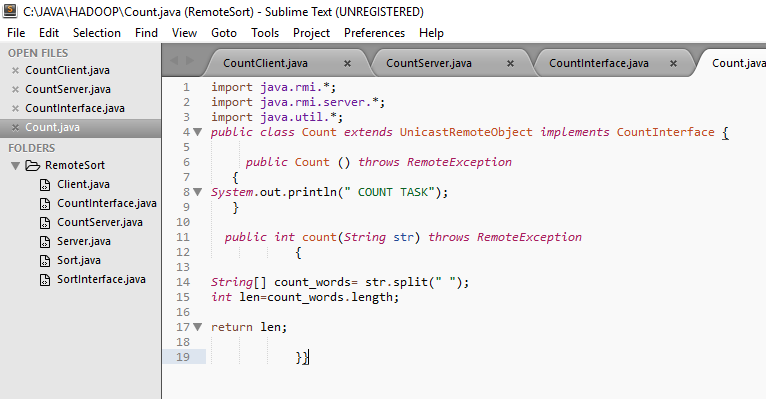 C:\JAVA\HADOOP\Count.java (RemoteSort) - Sublime Text (UNREGISTERED)
File Edit Selection Find View Goto Tools Project Preferences Help
OPEN FILES
CountClient.java
CountServer.java
CountInterface.java
Count.java
FOLDERS
RemoteSort
Client.java
CountInterface.java
CountServer.java
Server.java
Sort.java
SortInterface.java
CountClient.java × CountServer.java × CountInterface.java × Count.java
1 import java.rmi.*;
2 import java.rmi.server.*;
3 import java.util.*;
4 public class Count extends UnicastRemoteObject implements CountInterface {
5
6 public Count () throws RemoteException
7 {
8 System.out.println(" COUNT TASK");
9 }
10
11 public int count(String str) throws RemoteException
12 {
13
14 String[] count_words= str.split(" ");
15 int len=count_words.length;
16
17 return len;
18
19 }}